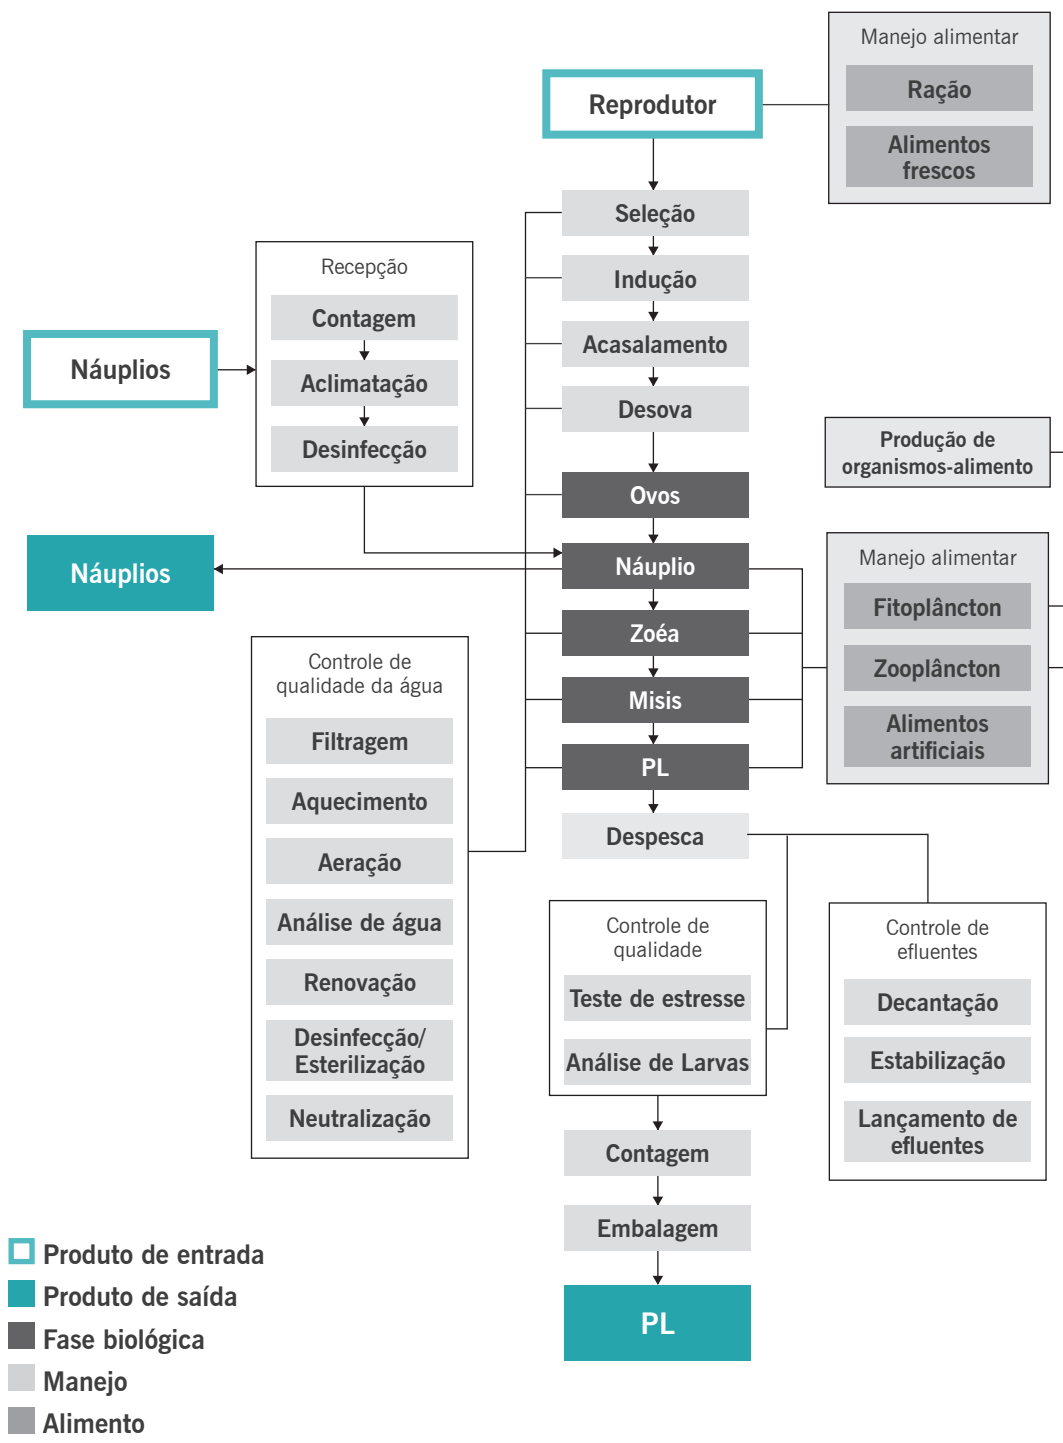 Manejo alimentar
Ração
Alimentos
frescos
Reprodutor
Seleção
Indução
Acasalamento
Desova
Ovos
Náuplio
Zoéa
Misis
PL
Despesca
Recepção
Contagem
Aclimatação
Desinfecção
Náuplios
Náuplios
Produção de
organismos-alimento
Manejo alimentar
Fitoplâncton
Zooplâncton
Alimentos
artificiais
Controle de
qualidade da água
Filtragem
Aquecimento
Aeração
Análise de água
Renovação
Desinfecção/
Esterilização
Neutralização
Controle de
qualidade
Teste de estresse
Análise de Larvas
Controle de
efluentes
Decantação
Estabilização
Lançamento de
efluentes
Contagem
Embalagem
PL
Produto de entrada
Produto de saída
Fase biológica
Manejo
Alimento